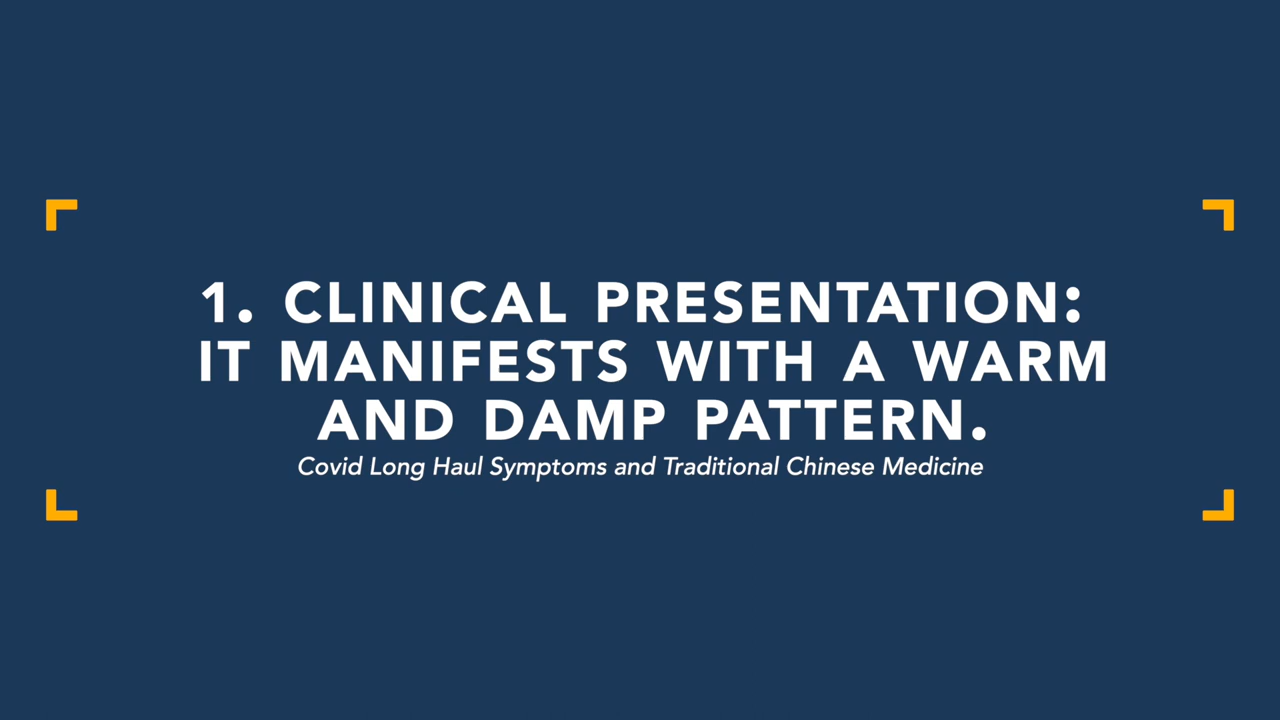 1. CLINICAL PRESENTATION:
IT MANIFESTS WITH A WARM
AND DAMP PATTERN.
Covid Long Haul Symptoms and Traditional Chinese Medicine